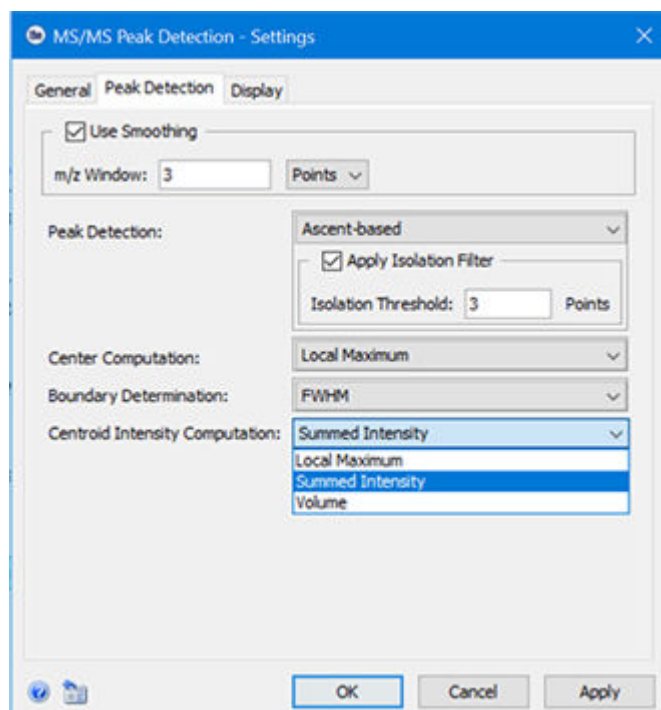 MS/MS Peak Detection - Settings
General Peak Detection Display
Use Smoothing
m/z Window: 3 Points
Peak Detection: Ascent-based
Apply Isolation Filter
Isolation Threshold: 3 Points
Center Computation: Local Maximum
Boundary Determination: FWHM
Centroid Intensity Computation: Summed Intensity
Local Maximum
Summed Intensity
Volume
OK Cancel Apply